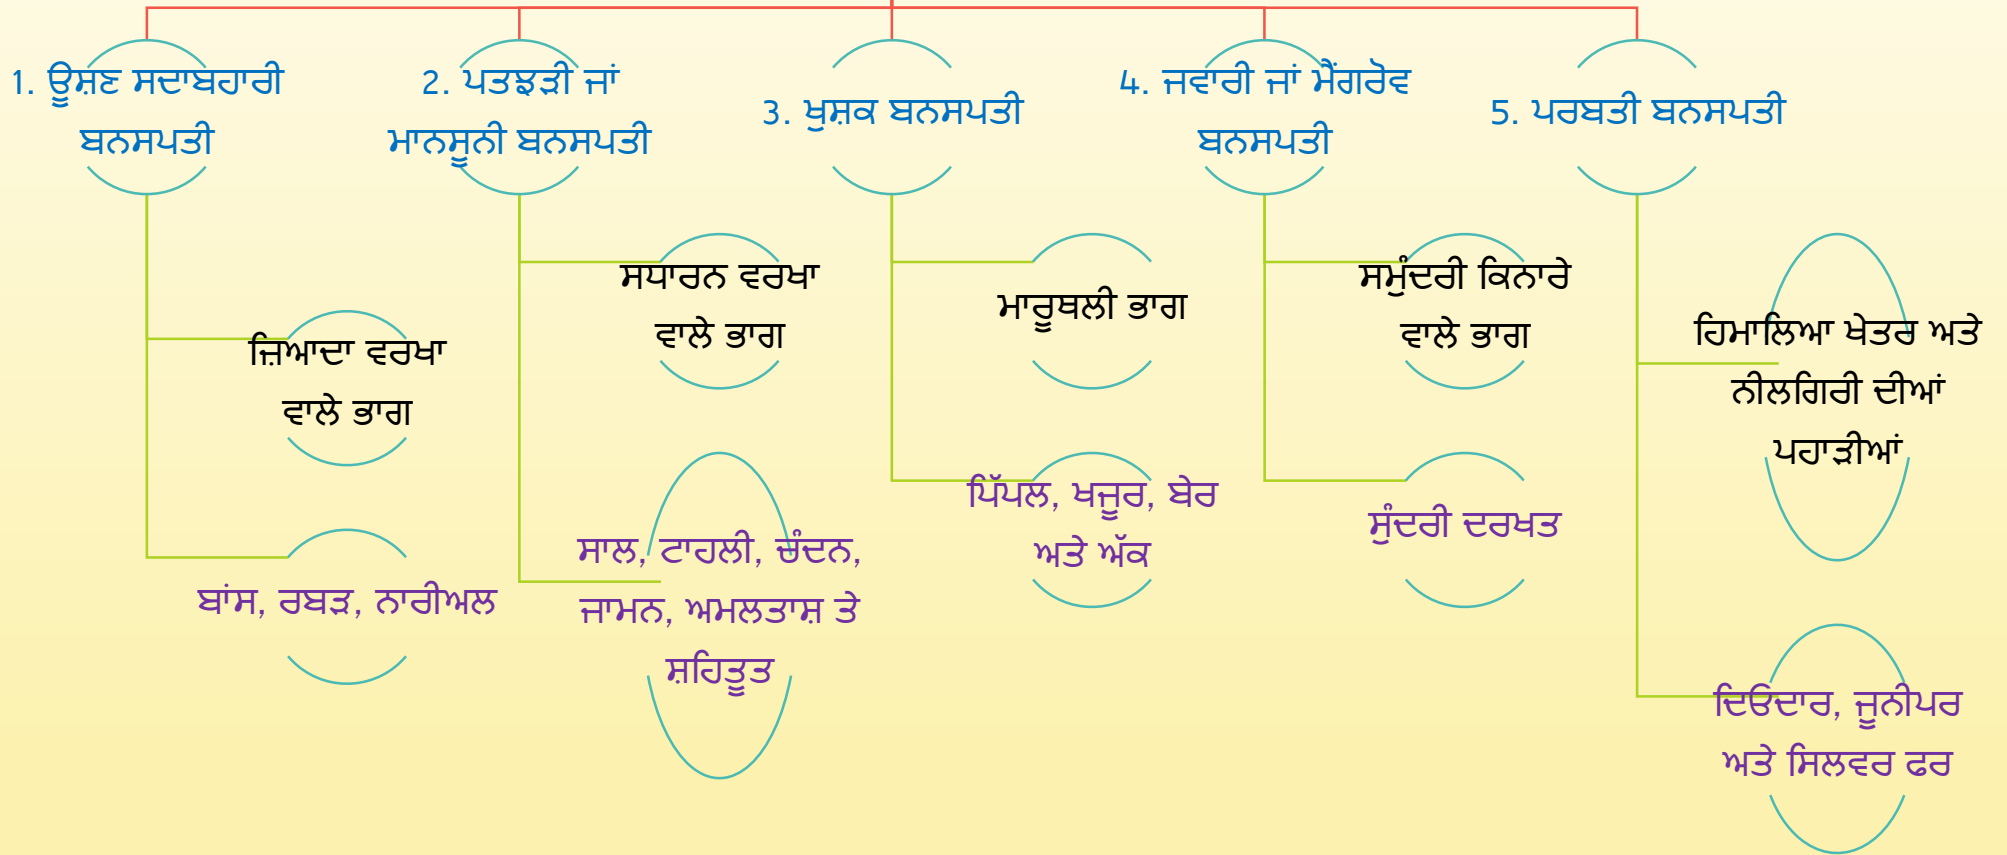 1. ਊਸ਼ਣ ਸਦਾਬਹਾਰੀ
ਬਨਸਪਤੀ
2. ਪਤਝੜੀ ਜਾਂ
ਮਾਨਸੂਨੀ ਬਨਸਪਤੀ
3. ਖੁਸ਼ਕ ਬਨਸਪਤੀ
4. ਜਵਾਰੀ ਜਾਂ ਮੈਂਗਰੋਵ
ਬਨਸਪਤੀ
5. ਪਰਬਤੀ ਬਨਸਪਤੀ
ਜ਼ਿਆਦਾ ਵਰਖਾ
ਵਾਲੇ ਭਾਗ
ਬਾਂਸ, ਰਬੜ, ਨਾਰੀਅਲ
ਸਧਾਰਨ ਵਰਖਾ
ਵਾਲੇ ਭਾਗ
ਸਾਲ, ਟਾਹਲੀ, ਚੰਦਨ,
ਜਾਮਨ, ਅਮਲਤਾਸ਼ ਤੇ
ਸ਼ਹਿਤੂਤ
ਮਾਰੂਥਲੀ ਭਾਗ
ਪਿੱਪਲ, ਖਜੂਰ, ਬੇਰ
ਅਤੇ ਅੱਕ
ਸਮੁੰਦਰੀ ਕਿਨਾਰੇ
ਵਾਲੇ ਭਾਗ
ਸੁੰਦਰੀ ਦਰਖਤ
ਹਿਮਾਲਿਆ ਖੇਤਰ ਅਤੇ
ਨੀਲਗਿਰੀ ਦੀਆਂ
ਪਹਾੜੀਆਂ
ਦਿਓਦਾਰ, ਜੂਨੀਪਰ
ਅਤੇ ਸਿਲਵਰ ਫਰ